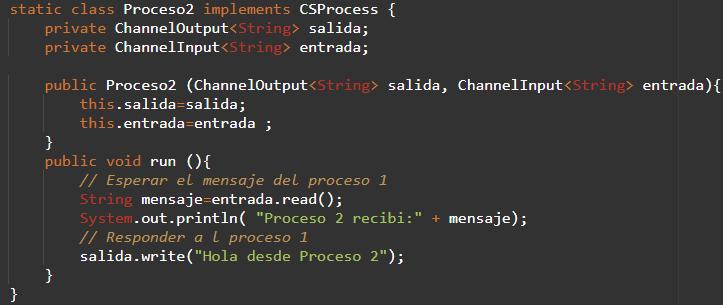 static class Proceso2 implements CSProcess {
    private ChannelOutput<String> salida;
    private ChannelInput<String> entrada;

    public Proceso2 (ChannelOutput<String> salida, ChannelInput<String> entrada){
        this.salida=salida;
        this.entrada=entrada ;
    }
    public void run (){
        // Esperar el mensaje del proceso 1
        String mensaje=entrada.read();
        System.out.println( "Proceso 2 recibi:" + mensaje);
        // Responder a l proceso 1
        salida.write("Hola desde Proceso 2");
    }
}